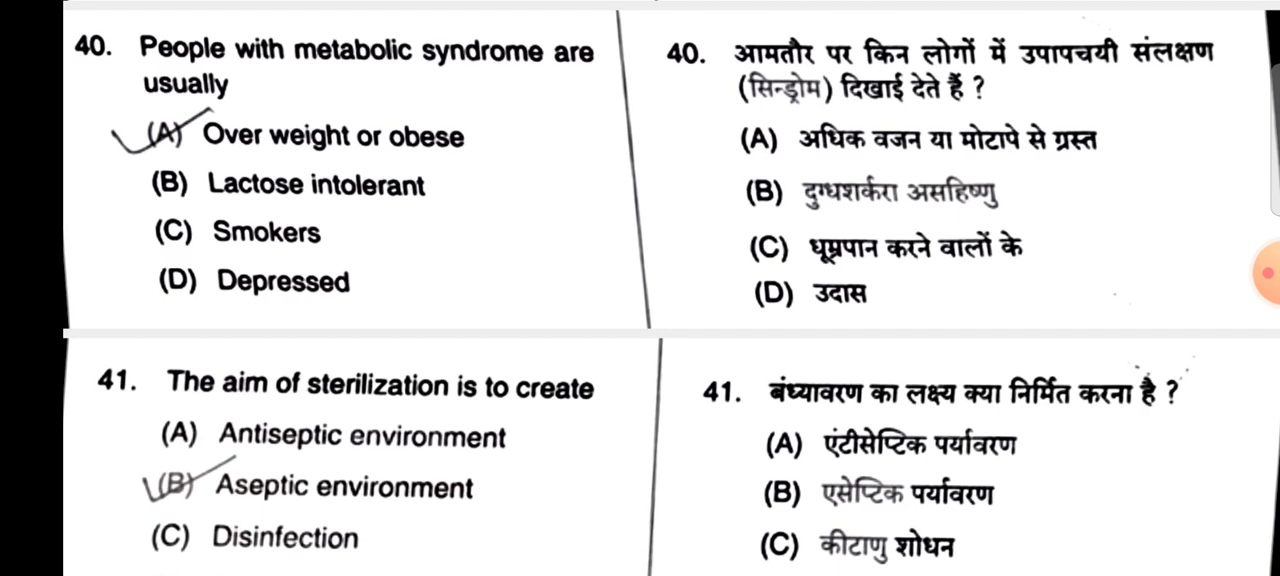 40. People with metabolic syndrome are
usually
(A) Over weight or obese
(B) Lactose intolerant
(C) Smokers
(D) Depressed
40. आमतौर पर किन लोगों में उपापचयी संलक्षण
(सिन्ड्रोम) दिखाई देते हैं ?
(A) अधिक वजन या मोटापे से ग्रस्त
(B) दुग्धशर्करा असहिष्णु
(C) धूम्रपान करने वालों के
(D) उदास
41. The aim of sterilization is to create
(A) Antiseptic environment
(B) Aseptic environment
(C) Disinfection
41. बंध्यावरण का लक्ष्य क्या निर्मित करना है ?
(A) एंटीसेप्टिक पर्यावरण
(B) एसेप्टिक पर्यावरण
(C) कीटाणु शोधन